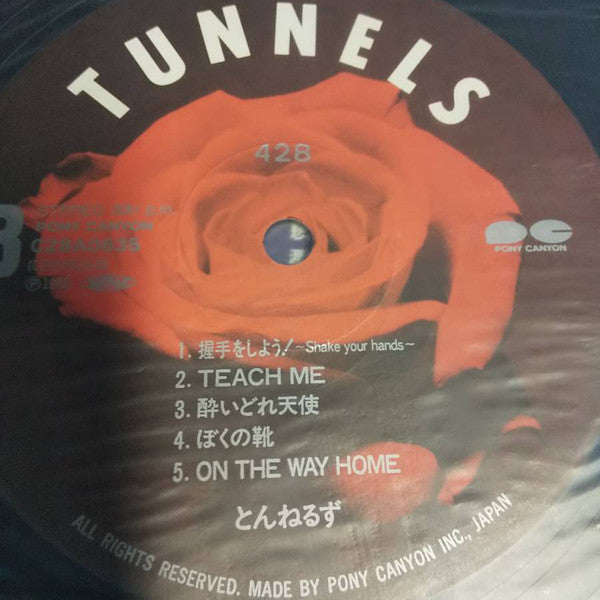 TUNNELS
428
PONY CANYON
PONY CANYON
1. 握手をしよう! ~Shake your hands~
2. TEACH ME
3. 酔いどれ天使
4. ぼくの靴
5. ON THE WAY HOME
とんねるず
ALL RIGHTS RESERVED. MADE BY PONY CANYON INC., JAPAN